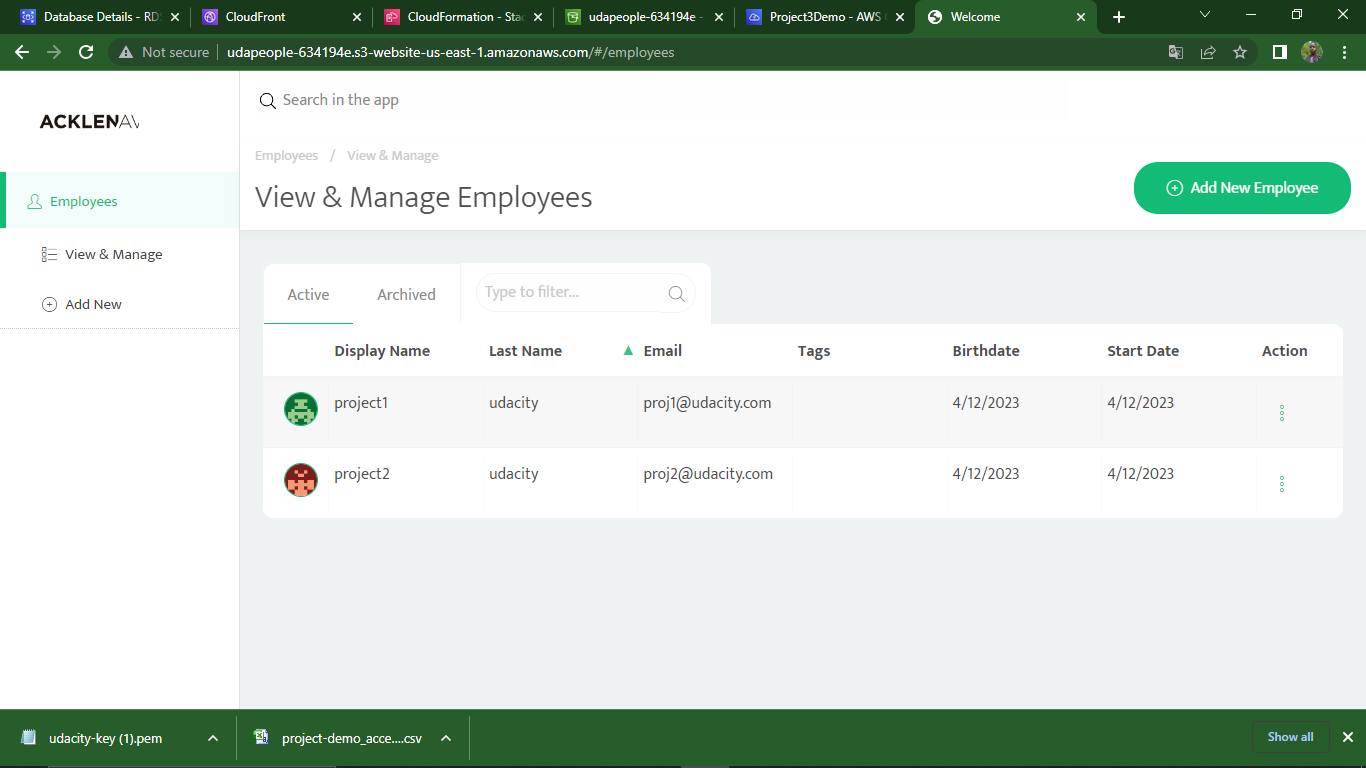 Database Details - RDS
CloudFront
CloudFormation - Stac
udapeople-634194e -
Project3Demo - AWS C
Welcome
Not secure
udapeople-634194e.s3-website-us-east-1.amazonaws.com/#/employees
Search in the app
ACKLENAV
Employees / View & Manage
View & Manage Employees
Add New Employee
Employees
View & Manage
Add New
Active
Archived
Type to filter...
Display Name Last Name Email Tags Birthdate Start Date Action
project1 udacity proj1@udacity.com 4/12/2023 4/12/2023
project2 udacity proj2@udacity.com 4/12/2023 4/12/2023
udacity-key (1).pem
project-demo_acce....csv
Show all